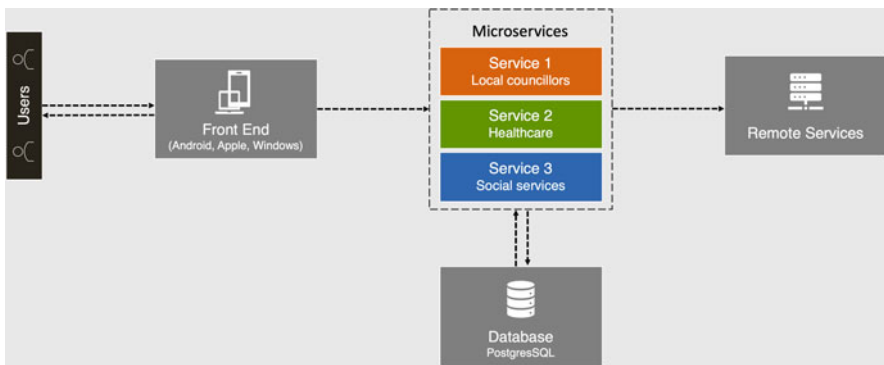 Users
Front End
(Android, Apple, Windows)
Microservices
Service 1
Local councillors
Service 2
Healthcare
Service 3
Social services
Remote Services
Database
PostgresSQL